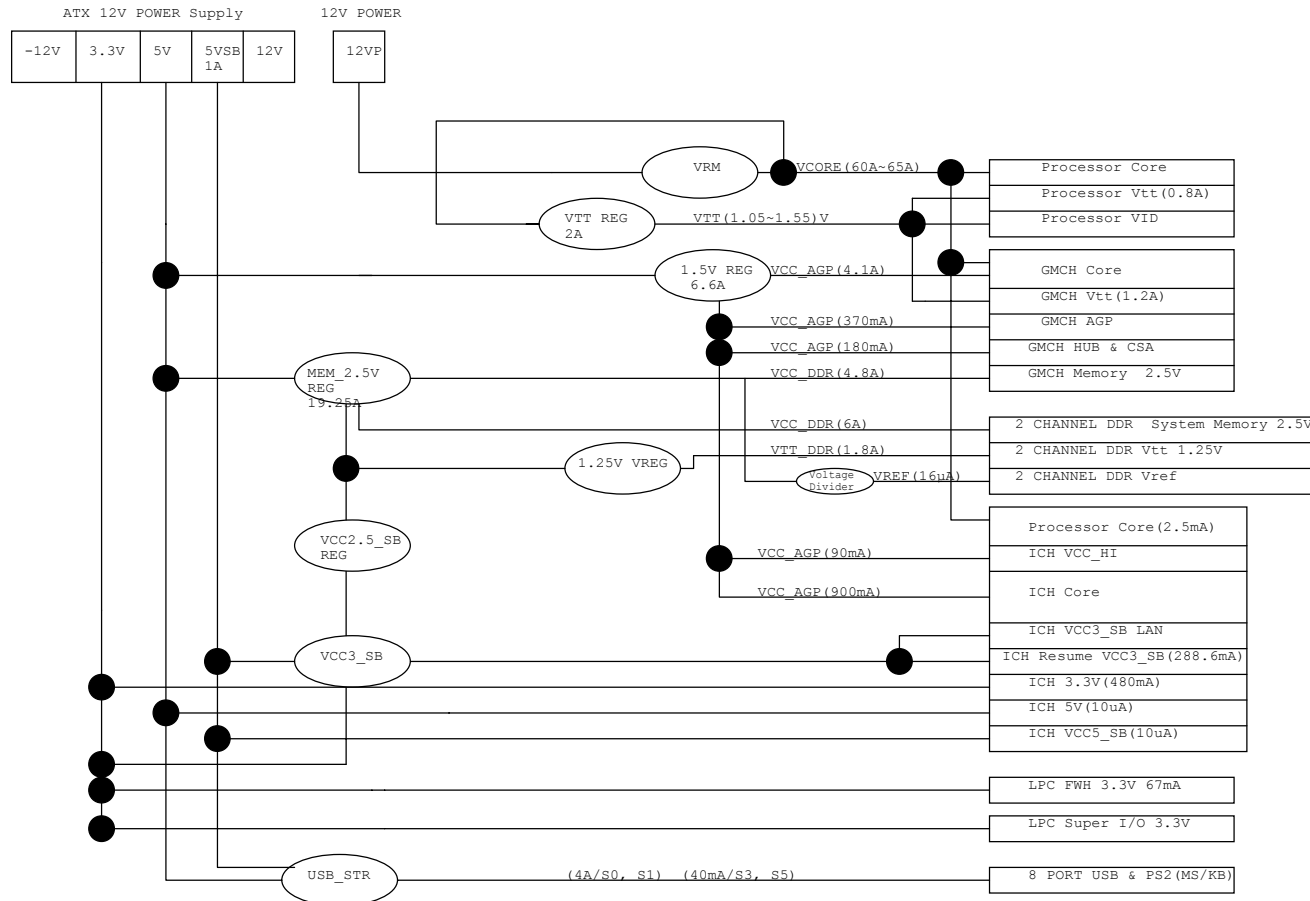 ATX 12V POWER Supply
12V POWER
-12V
3.3V
5V
5VSB
1A
12V
12VP
VRM
VCORE(60A~65A)
Processor Core
Processor Vtt(0.8A)
VTT REG
2A
VTT(1.05~1.55)V
Processor VID
1.5V REG
6.6A
VCC_AGP(4.1A)
GMCH Core
GMCH Vtt(1.2A)
VCC_AGP(370mA)
GMCH AGP
VCC_AGP(180mA)
GMCH HUB & CSA
MEM_2.5V
REG
19.25A
VCC_DDR(4.8A)
GMCH Memory 2.5V
VCC_DDR(6A)
2 CHANNEL DDR System Memory 2.5V
1.25V VREG
VTT_DDR(1.8A)
2 CHANNEL DDR Vtt 1.25V
Voltage
Divider
VREF(16µA)
2 CHANNEL DDR Vref
VCC2.5_SB
REG
Processor Core(2.5mA)
VCC_AGP(90mA)
ICH VCC_HI
VCC_AGP(900mA)
ICH Core
ICH VCC3_SB LAN
VCC3_SB
ICH Resume VCC3_SB(288.6mA)
ICH 3.3V(480mA)
ICH 5V(10uA)
ICH VCC5_SB(10uA)
LPC FWH 3.3V 67mA
LPC Super I/O 3.3V
USB_STR
(4A/S0, S1) (40mA/S3, S5)
8 PORT USB & PS2(MS/KB)